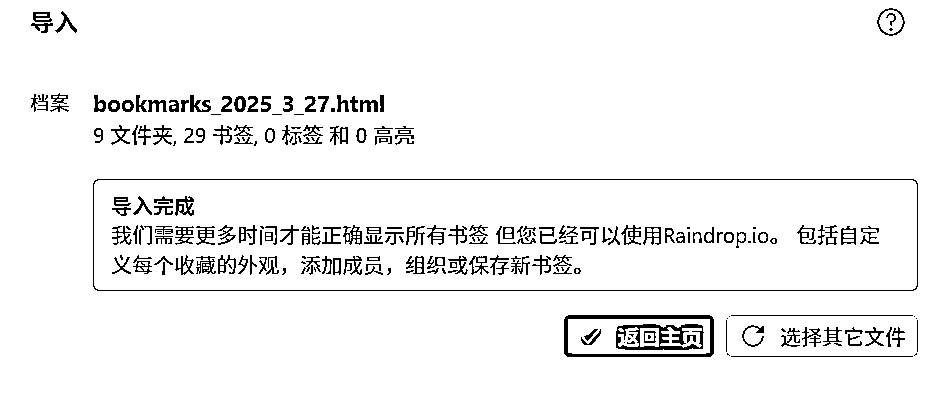 导入
档案 bookmarks_2025_3_27.html
9 文件夹, 29 书签, 0 标签 和 0 高亮
导入完成
我们需要更多时间才能正确显示所有书签 但您已经可以使用Raindrop.io。 包括自定
义每个收藏的外观，添加成员，组织或保存新书签。
返回主页 选择其它文件